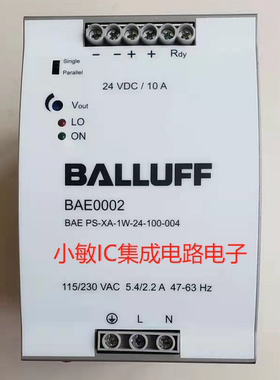 + + - - Rdy
Single
Parallel
24 VDC / 10 A
Vout
LO
ON
BALLUFF
BAE0002
BAE PS-XA-1W-24-100-004
小敏IC集成电路电子
115/230 VAC 5.4/2.2 A 47-63 Hz
L N